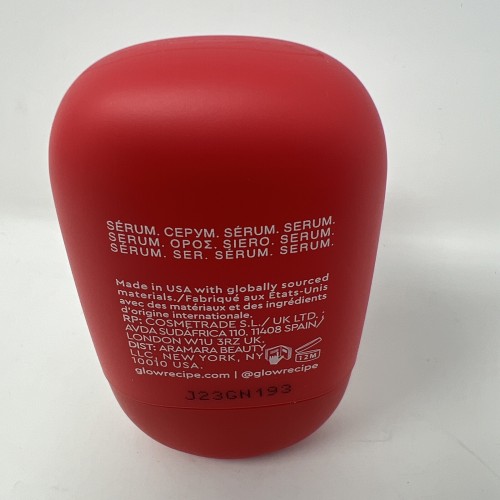 SÉRUM. СЕРУМ. SÉRUM. SERUM.
SERUM. ΟΡΟΣ. SIERO. SERUM.
SÉRUM. SER. SÉRUM. SERUM.
Made in USA with globally sourced
materials./Fabriqué aux États-Unis
avec des matériaux et des ingrédients
d'origine internationale.
RP: COSMETRADE S.L./ UK LTD.;
AVDA SUDÁFRICA 110. 11408 SPAIN/
LONDON W1U 3RZ UK.
DIST: ARAMARA BEAUTY
LLC, NEW YORK, NY
10010 USA.
12M
glowrecipe.com | @glowrecipe
J23GN193